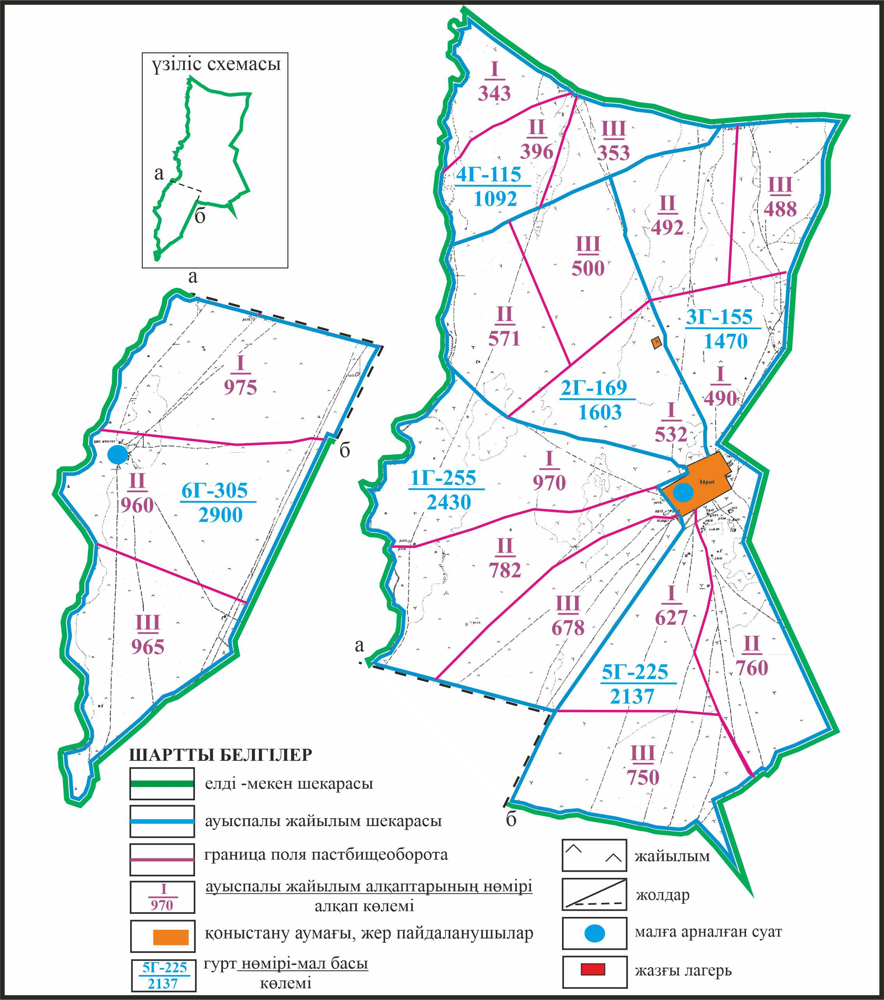 үзіліс схемасы
а
б
I
343
II
396
III
353
4Г-115
1092
II
492
III
488
III
500
II
571
3Г-155
1470
I
490
2Г-169
1603
I
532
Айрык
1Г-255
2430
I
970
II
782
III
678
I
627
II
760
5Г-225
2137
III
750
а
б
а
I
975
б
II
960
6Г-305
2900
III
965
ШАРТТЫ БЕЛГІЛЕР
елді -мекен шекарасы
ауыспалы жайылым шекарасы
граница поля пастбищеоборота
I
970
ауыспалы жайылым алқаптарының нөмірі
алқап көлемі
қоныстану аумағы, жер пайдаланушылар
5Г-225
2137
гурт нөмірі-мал басы
көлемі
жайылым
жолдар
малға арналған суат
жазғы лагерь